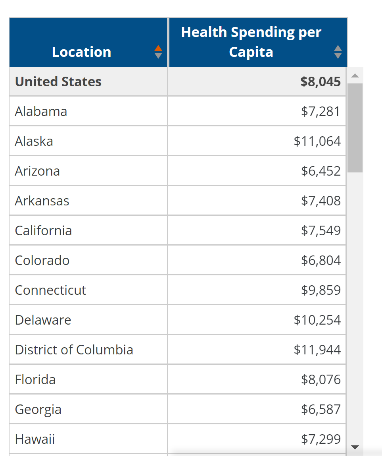 Location Health Spending per Capita
United States $8,045
Alabama $7,281
Alaska $11,064
Arizona $6,452
Arkansas $7,408
California $7,549
Colorado $6,804
Connecticut $9,859
Delaware $10,254
District of Columbia $11,944
Florida $8,076
Georgia $6,587
Hawaii $7,299